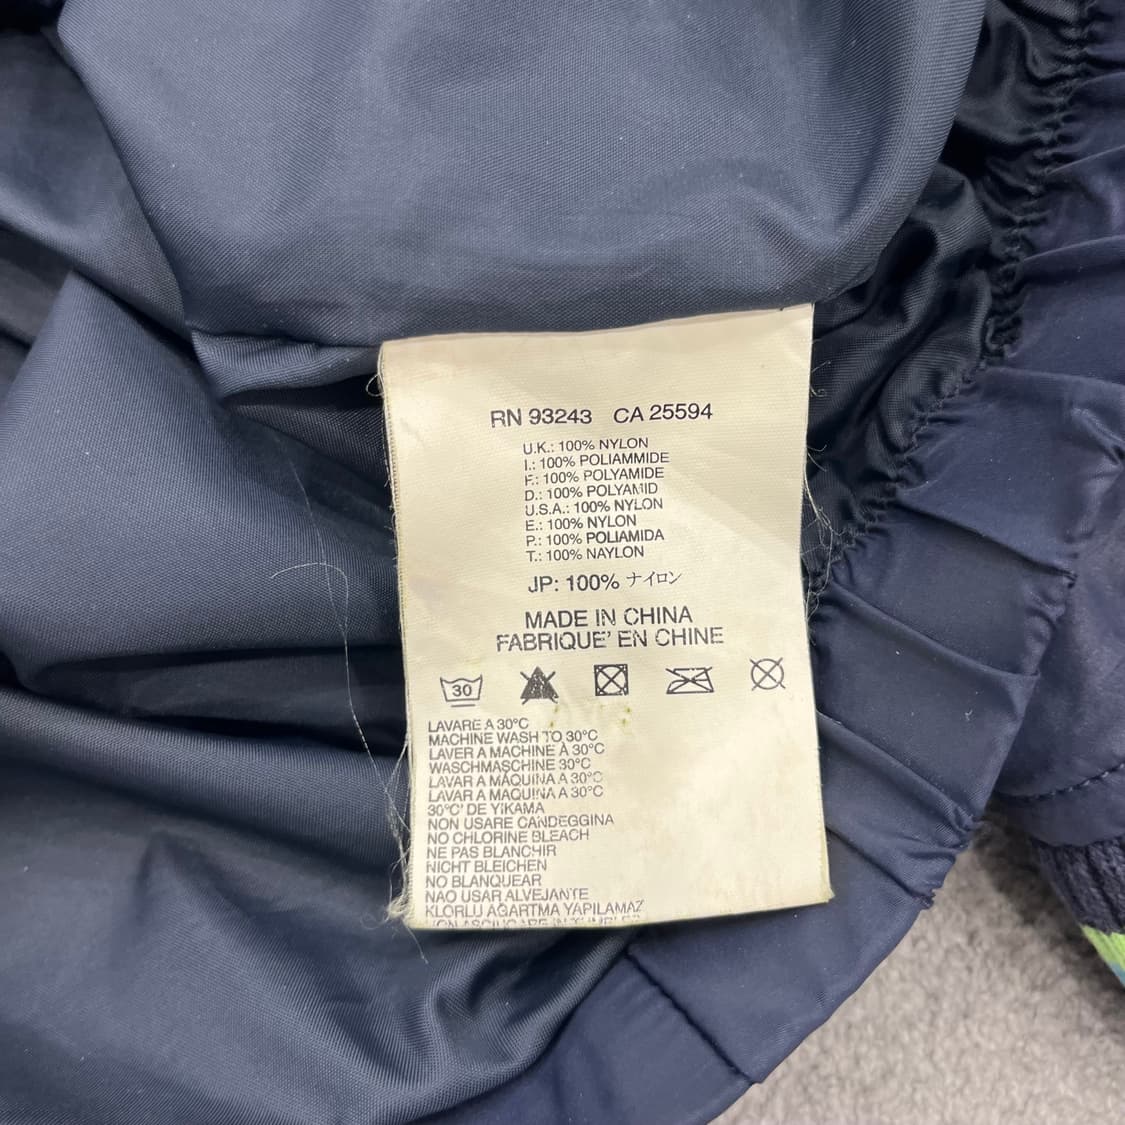 RN 93243 CA 25594
U.K.: 100% NYLON
I.: 100% POLIAMMIDE
F.: 100% POLYAMIDE
D.: 100% POLYAMID
U.S.A.: 100% NYLON
E.: 100% NYLON
P.: 100% POLIAMIDA
T.: 100% NAYLON
JP: 100% ナイロン
MADE IN CHINA
FABRIQUE' EN CHINE
30
LAVARE A 30°C
MACHINE WASH TO 30°C
LAVER A MACHINE À 30°C
WASCHMASCHINE 30°C
LAVAR A MÁQUINA A 30°C
LAVAR A MAQUINA A 30°C
30°C' DE YIKAMA
NON USARE CANDEGGINA
NO CHLORINE BLEACH
NE PAS BLANCHIR
NICHT BLEICHEN
NO BLANQUEAR
NAO USAR ALVEJANTE
KLORLU AGARTMA YAPILAMAZ